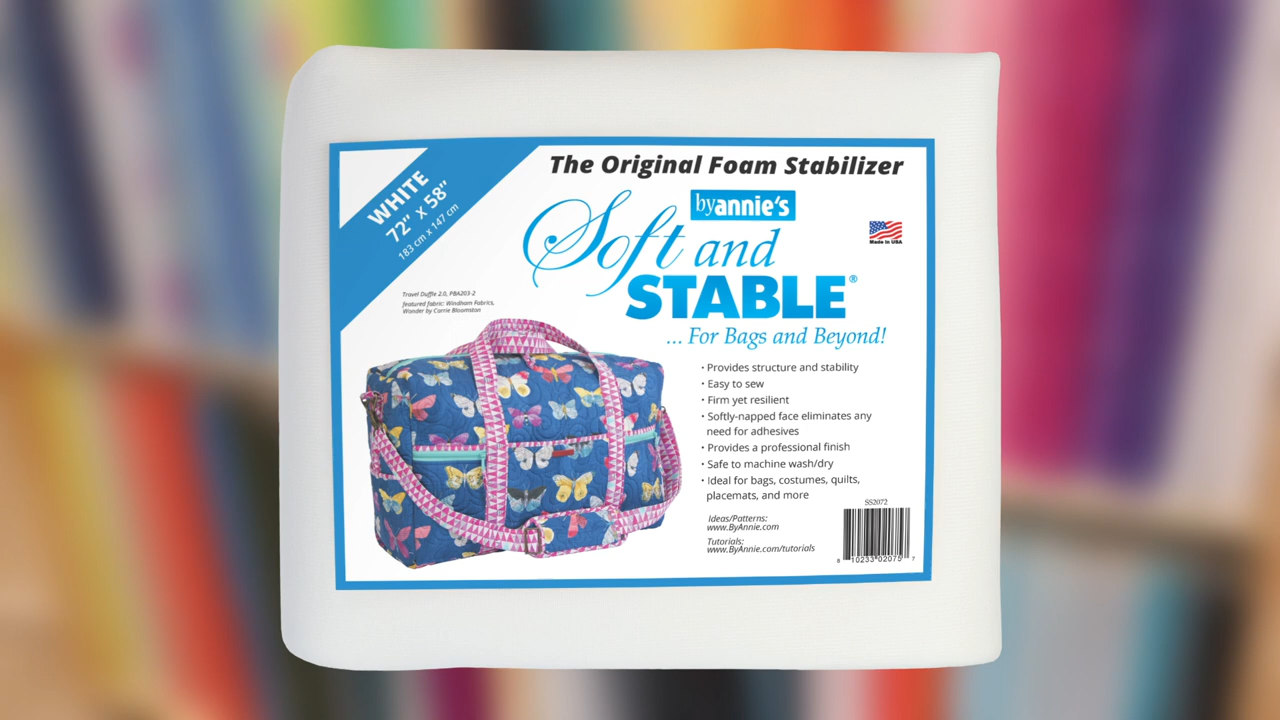 The Original Foam Stabilizer
WHITE
72" x 58"
183 cm x 147 cm
byannie's
Soft and
STABLE®
... For Bags and Beyond!
Made in USA
Travel Duffle 2.0, PBA203-2
featured fabric: Windham Fabrics,
Wonder by Carrie Bloomston
• Provides structure and stability
• Easy to sew
• Firm yet resilient
• Softly-napped face eliminates any
need for adhesives
• Provides a professional finish
• Safe to machine wash/dry
• Ideal for bags, costumes, quilts,
placemats, and more
Ideas/Patterns:
www.ByAnnie.com
Tutorials:
www.ByAnnie.com/tutorials
SS2072
8 10233 02075 7